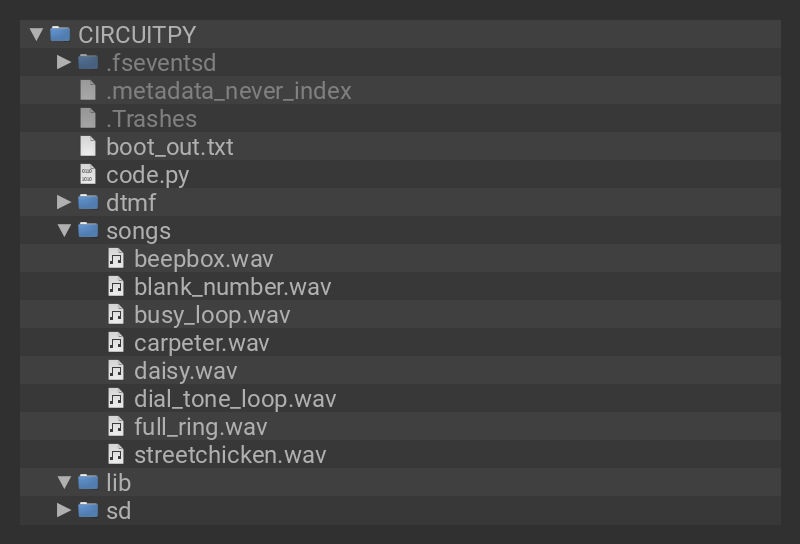 CIRCUITPY
.fseventsd
.metadata_never_index
.Trashes
boot_out.txt
code.py
dtmf
songs
beepbox.wav
blank_number.wav
busy_loop.wav
carpeter.wav
daisy.wav
dial_tone_loop.wav
full_ring.wav
streetchicken.wav
lib
sd